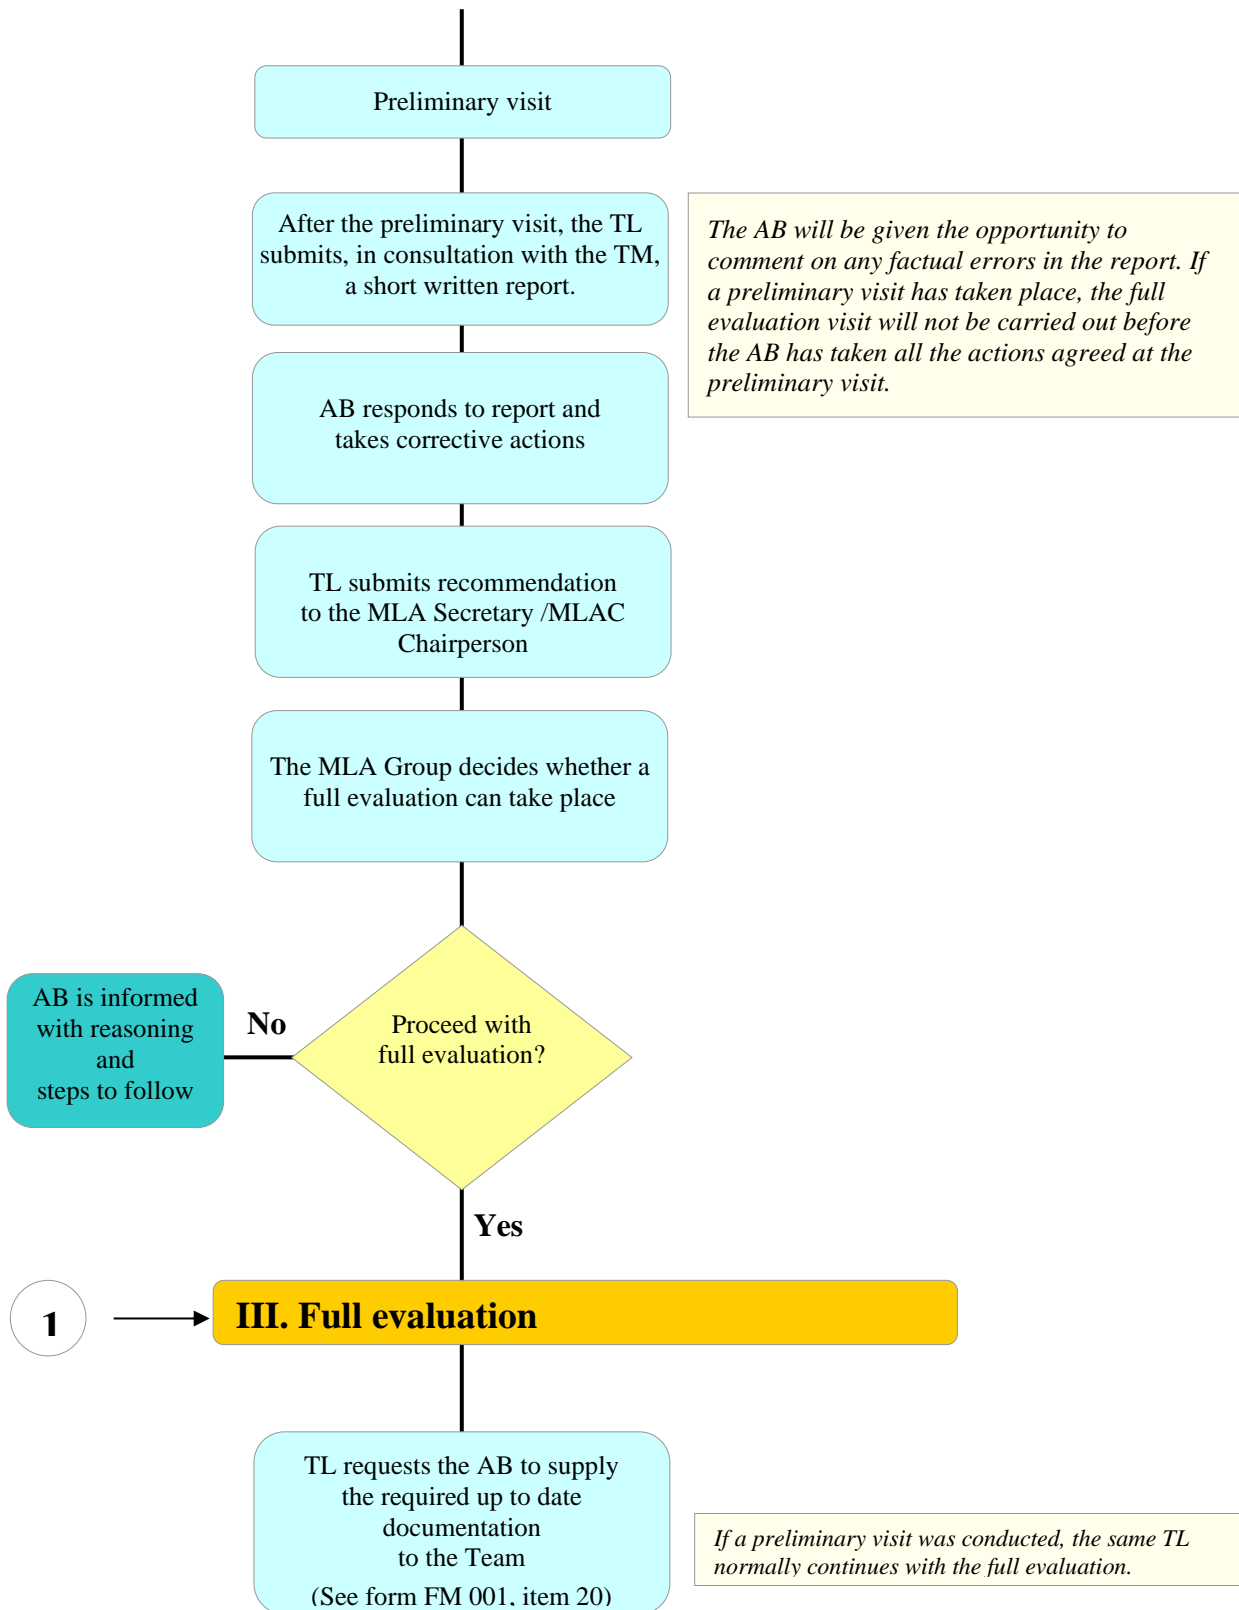 Preliminary visit
After the preliminary visit, the TL
submits, in consultation with the TM,
a short written report.
The AB will be given the opportunity to
comment on any factual errors in the report. If
a preliminary visit has taken place, the full
evaluation visit will not be carried out before
the AB has taken all the actions agreed at the
preliminary visit.
AB responds to report and
takes corrective actions
TL submits recommendation
to the MLA Secretary /MLAC
Chairperson
The MLA Group decides whether a
full evaluation can take place
AB is informed
with reasoning
and
steps to follow
No
Proceed with
full evaluation?
Yes
1
III. Full evaluation
TL requests the AB to supply
the required up to date
documentation
to the Team
(See form FM 001, item 20)
If a preliminary visit was conducted, the same TL
normally continues with the full evaluation.